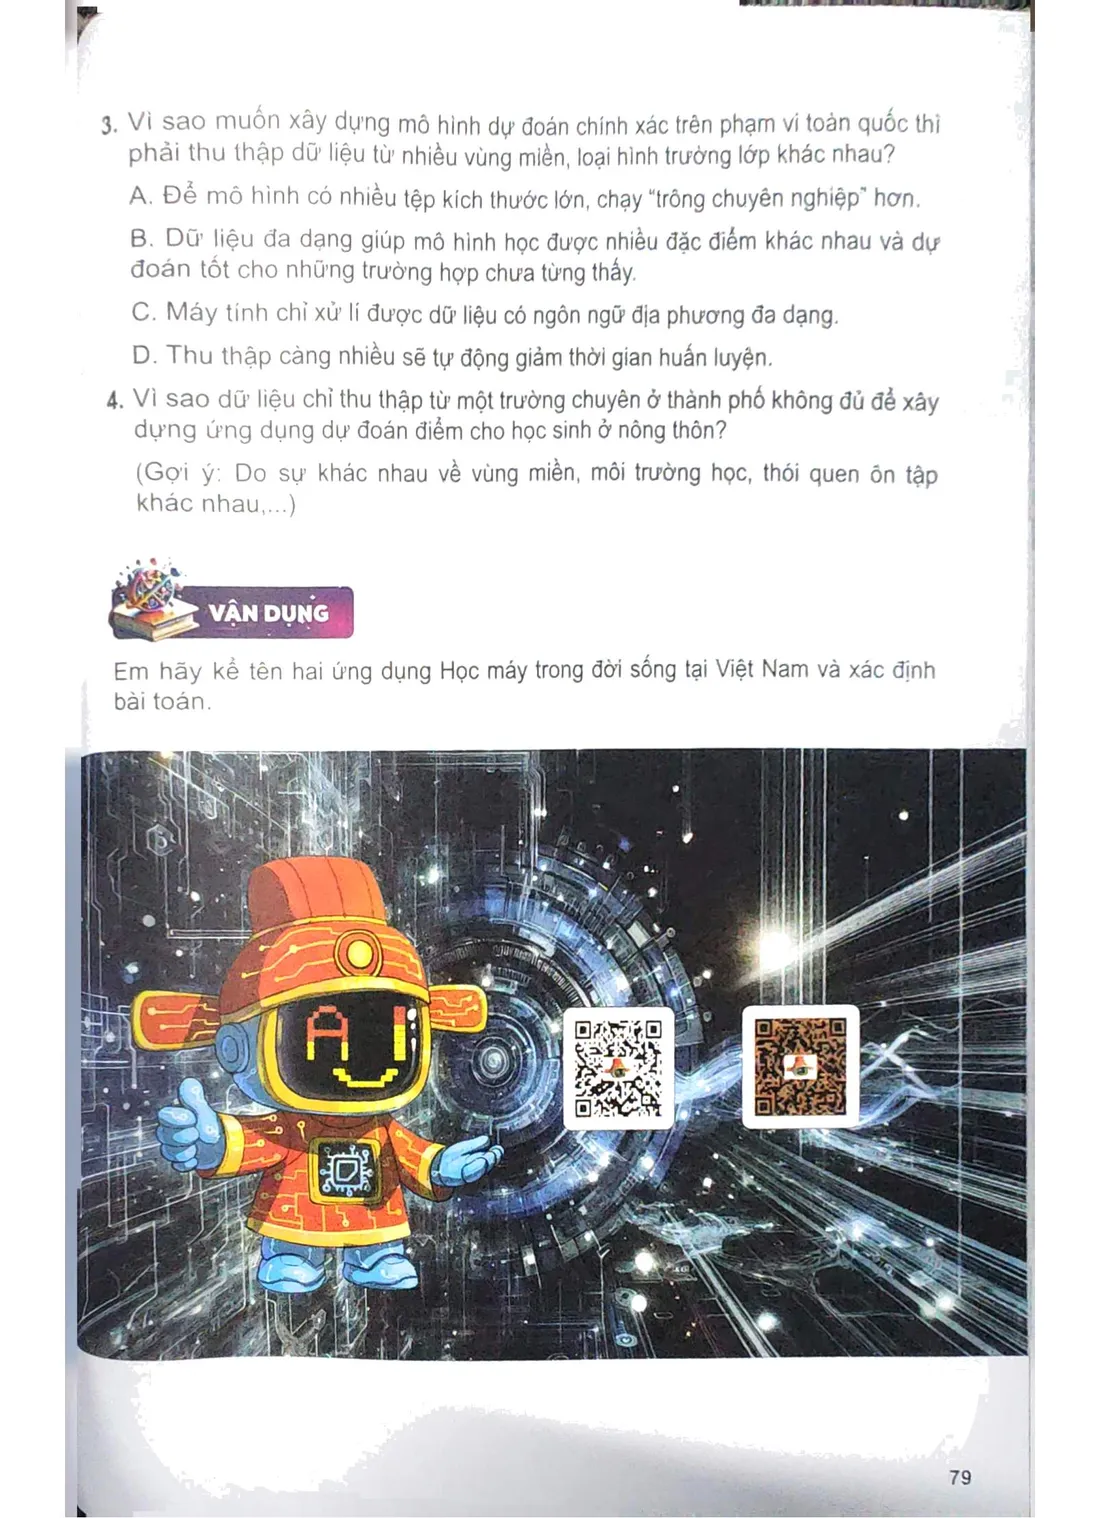 3. Vì sao muốn xây dựng mô hình dự đoán chính xác trên phạm vi toàn quốc thì
phải thu thập dữ liệu từ nhiều vùng miền, loại hình trường lớp khác nhau?
A. Để mô hình có nhiều tệp kích thước lớn, chạy “trông chuyên nghiệp” hơn.
B. Dữ liệu đa dạng giúp mô hình học được nhiều đặc điểm khác nhau và dự
đoán tốt cho những trường hợp chưa từng thấy.
C. Máy tính chỉ xử lí được dữ liệu có ngôn ngữ địa phương đa dạng.
D. Thu thập càng nhiều sẽ tự động giảm thời gian huấn luyện.
4. Vì sao dữ liệu chỉ thu thập từ một trường chuyên ở thành phố không đủ để xây
dựng ứng dụng dự đoán điểm cho học sinh ở nông thôn?
(Gợi ý: Do sự khác nhau về vùng miền, môi trường học, thói quen ôn tập
khác nhau,...)
VẬN DỤNG
Em hãy kể tên hai ứng dụng Học máy trong đời sống tại Việt Nam và xác định
bài toán.
AI
79